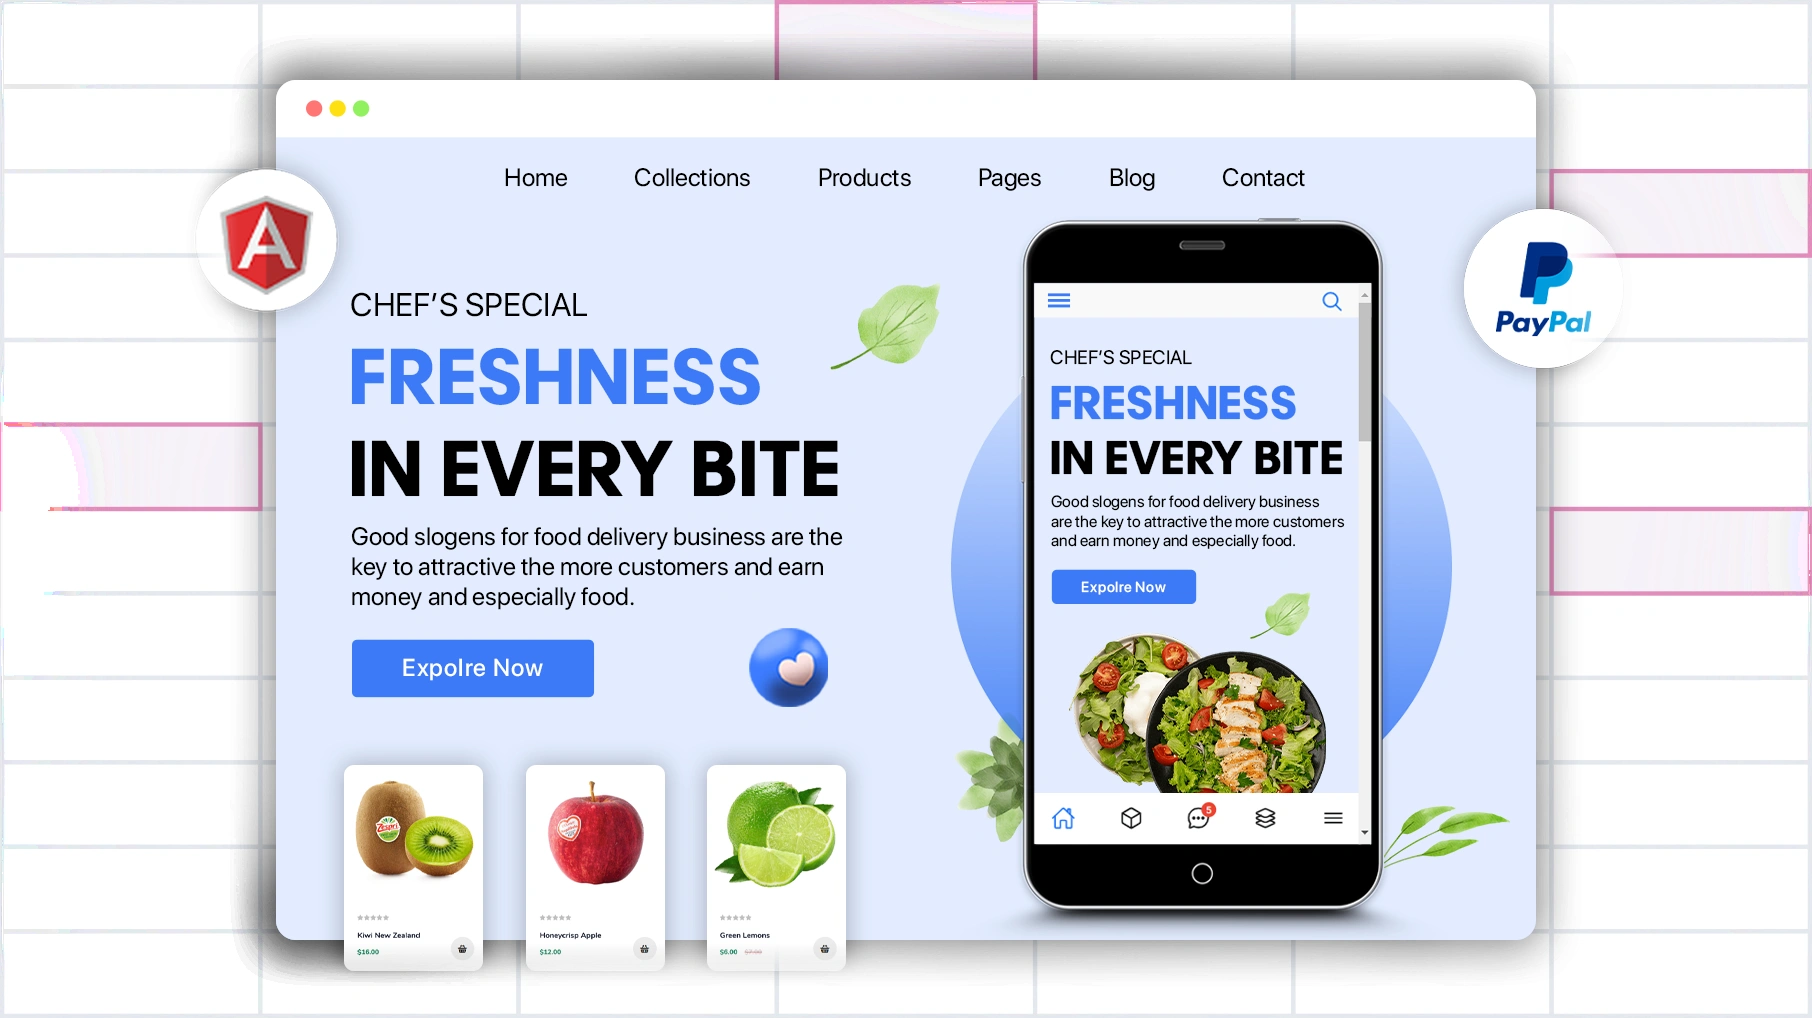 Home Collections Products Pages Blog Contact
A
PayPal
CHEF'S SPECIAL
FRESHNESS
IN EVERY BITE
Good slogens for food delivery business are the
key to attractive the more customers and earn
money and especially food.
Expolre Now
CHEF'S SPECIAL
FRESHNESS
IN EVERY BITE
Good slogens for food delivery business
are the key to attractive the more customers
and earn money and especially food.
Expolre Now
5
Zespri
Kiwi New Zealand
$16.00
Honeycrisp Apple
$12.00
Green Lemons
$6.00